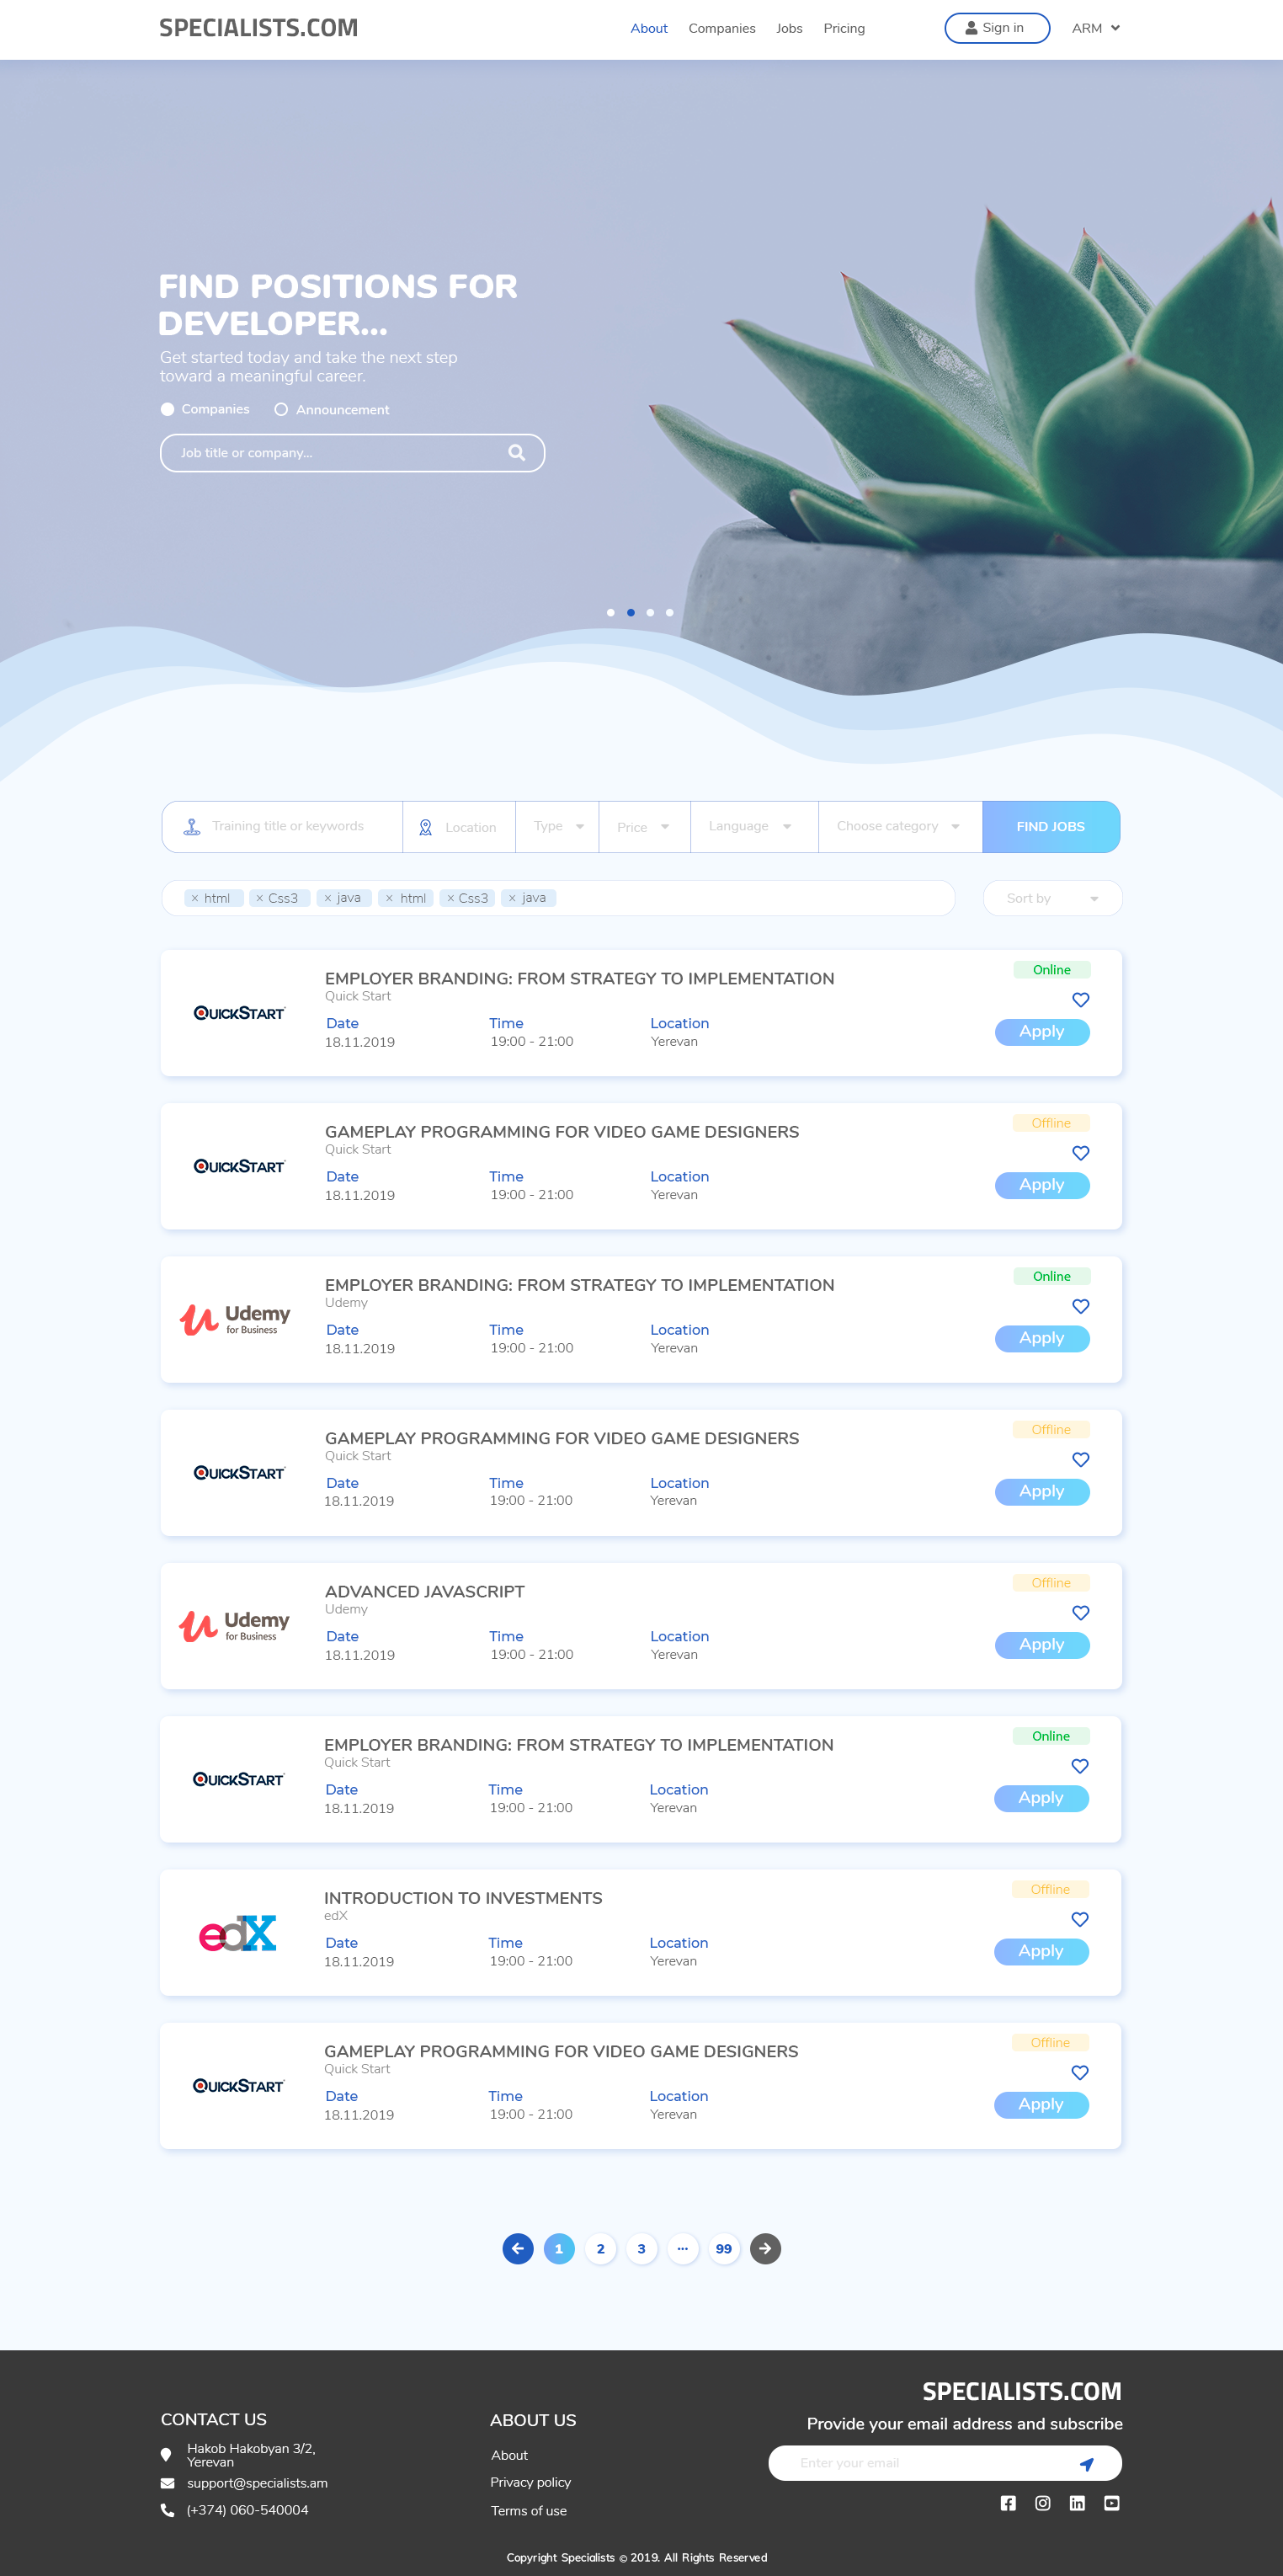 SPECIALISTS.COM
About Companies Jobs Pricing Sign in ARM
FIND POSITIONS FOR
DEVELOPER...
Get started today and take the next step
toward a meaningful career.
Companies Announcement
Job title or company...
Training title or keywords Location Type Price Language Choose category FIND JOBS
× html × Css3 × java × html × Css3 × java Sort by
EMPLOYER BRANDING: FROM STRATEGY TO IMPLEMENTATION Online
Quick Start
QUICKSTART
Date Time Location Apply
18.11.2019 19:00 - 21:00 Yerevan
GAMEPLAY PROGRAMMING FOR VIDEO GAME DESIGNERS Offline
Quick Start
QUICKSTART
Date Time Location Apply
18.11.2019 19:00 - 21:00 Yerevan
EMPLOYER BRANDING: FROM STRATEGY TO IMPLEMENTATION Online
Udemy
Udemy
for Business
Date Time Location Apply
18.11.2019 19:00 - 21:00 Yerevan
GAMEPLAY PROGRAMMING FOR VIDEO GAME DESIGNERS Offline
Quick Start
QUICKSTART
Date Time Location Apply
18.11.2019 19:00 - 21:00 Yerevan
ADVANCED JAVASCRIPT Offline
Udemy
Udemy
for Business
Date Time Location Apply
18.11.2019 19:00 - 21:00 Yerevan
EMPLOYER BRANDING: FROM STRATEGY TO IMPLEMENTATION Online
Quick Start
QUICKSTART
Date Time Location Apply
18.11.2019 19:00 - 21:00 Yerevan
INTRODUCTION TO INVESTMENTS Offline
edX
edX
Date Time Location Apply
18.11.2019 19:00 - 21:00 Yerevan
GAMEPLAY PROGRAMMING FOR VIDEO GAME DESIGNERS Offline
Quick Start
QUICKSTART
Date Time Location Apply
18.11.2019 19:00 - 21:00 Yerevan
1 2 3 ... 99
SPECIALISTS.COM
CONTACT US ABOUT US Provide your email address and subscribe
Hakob Hakobyan 3/2,
Yerevan
About
Enter your email
support@specialists.am Privacy policy
(+374) 060-540004 Terms of use
Copyright Specialists © 2019. All Rights Reserved